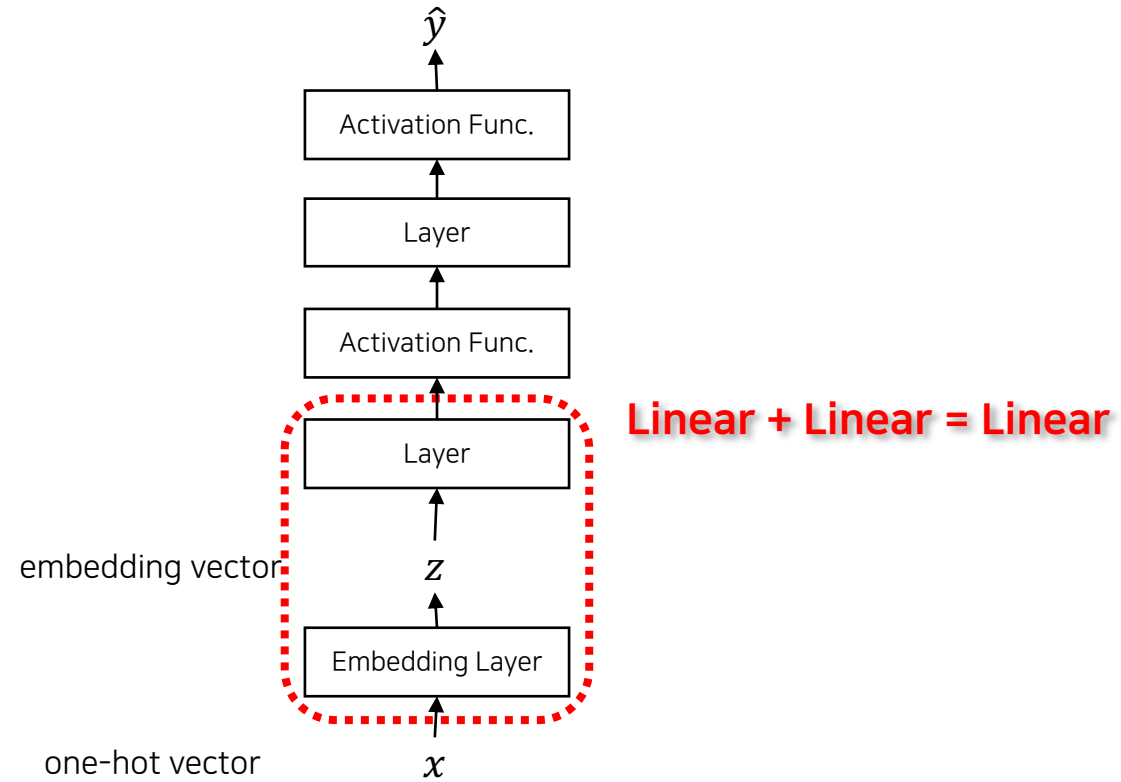 ŷ
Activation Func.
Layer
Activation Func.
Linear + Linear = Linear
Layer
embedding vector
z
Embedding Layer
one-hot vector
x